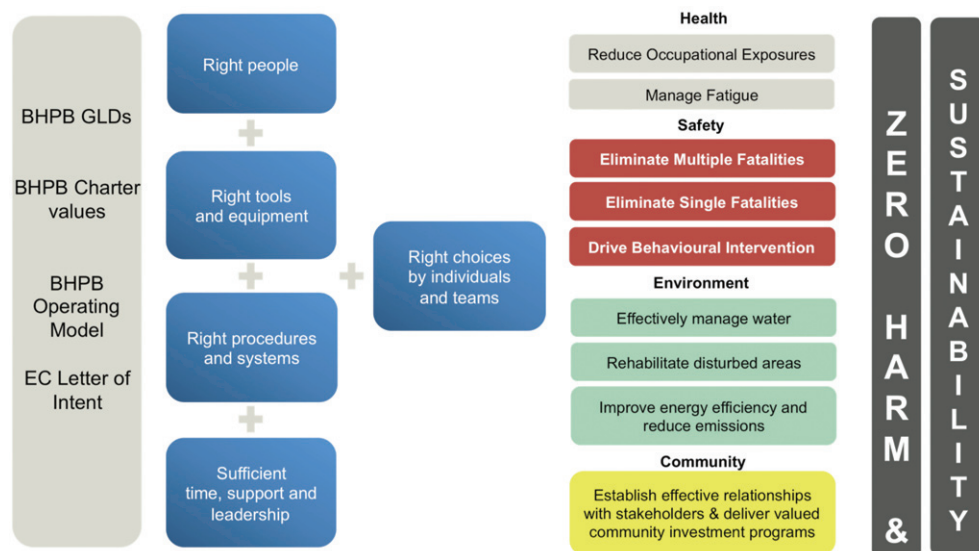 BHPB GLDs
BHPB Charter
values
BHPB
Operating
Model
EC Letter of
Intent
Right people
+
Right tools
and equipment
+
Right procedures
and systems
+
Sufficient
time, support and
leadership
+
Right choices
by individuals
and teams
Health
Reduce Occupational Exposures
Manage Fatigue
Safety
Eliminate Multiple Fatalities
Eliminate Single Fatalities
Drive Behavioural Intervention
Environment
Effectively manage water
Rehabilitate disturbed areas
Improve energy efficiency and
reduce emissions
Community
Establish effective relationships
with stakeholders & deliver valued
community investment programs
ZERO HARM &
SUSTAINABILITY